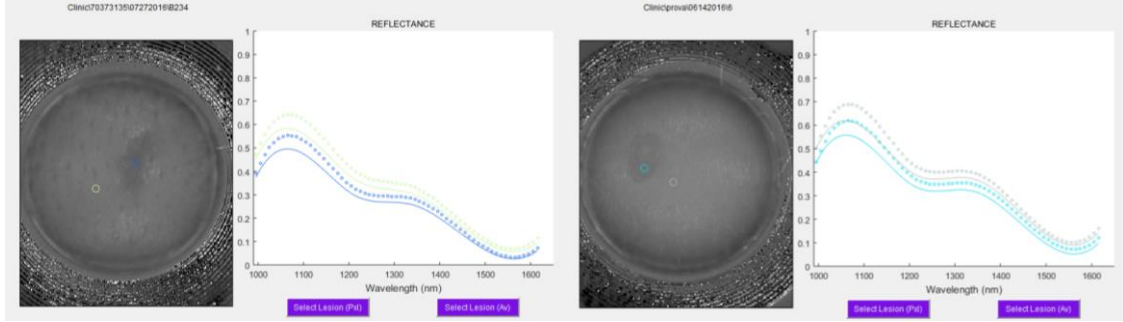 Clinic\70373135\07272016\B234
REFLECTANCE
1
0.9
0.8
0.7
0.6
0.5
0.4
0.3
0.2
0.1
0
1000 1100 1200 1300 1400 1500 1600
Wavelength (nm)
Select Lesion (Pxl) Select Lesion (Av)
Clinic\prova\06142016\6
REFLECTANCE
1
0.9
0.8
0.7
0.6
0.5
0.4
0.3
0.2
0.1
0
1000 1100 1200 1300 1400 1500 1600
Wavelength (nm)
Select Lesion (Pxl) Select Lesion (Av)